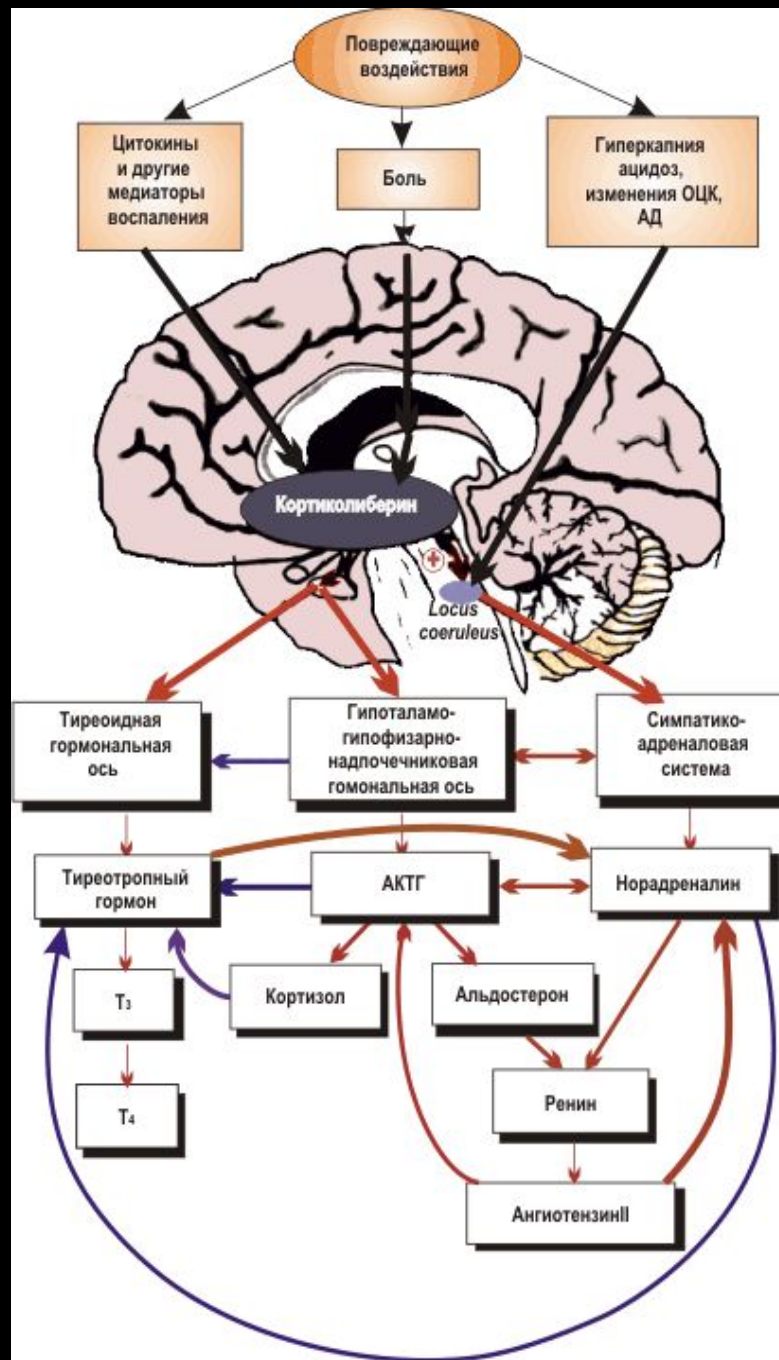 Повреждающие
воздействия
Цитокины
и другие
медиаторы
воспаления
Боль
Гиперкапния
ацидоз,
изменения ОЦК,
АД
Кортиколиберин
+
Locus
coeruleus
Тиреоидная
гормональная
ось
Гипоталамо-
гипофизарно-
надпочечниковая
гомональная ось
Симпатико-
адреналовая
система
Тиреотропный
гормон
АКТГ
Норадреналин
Т3
Кортизол
Альдостерон
Т4
Ренин
АнгиотензинII